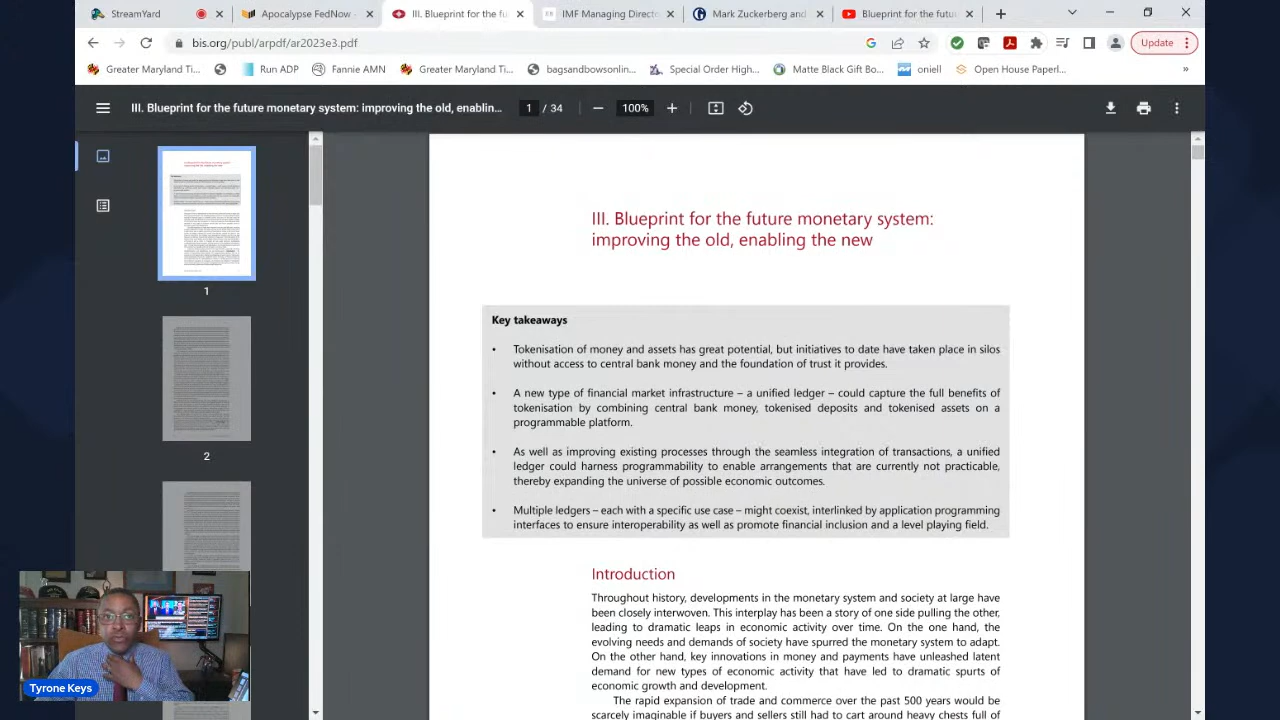 StreamYard
Apocalypse FedNow -
III. Blueprint for the fu
IMF Managing Direct
Mark Zuckerberg and
Blueprint for the future
bis.org/publ/arpdf/ar2023e3.pdf
Update
Greater Maryland Ti...
Run ADP
Fannie AMN
Greater Maryland Ti...
bagsandbowsonlin...
Special Order High...
Matte Black Gift Bo...
oniell
Open House Paperl...
»
III. Blueprint for the future monetary system: improving the old, enablin...
1 / 34
100%
1
2
III. Blueprint for the future monetary system:
improving the old, enabling the new
Key takeaways
• Tokenisation of money and assets has great potential, but initiatives to date have taken place in silos
without access to central bank money and the foundation of trust it provides.
• A new type of financial market infrastructure – a unified ledger – could capture the full benefits of
tokenisation by combining central bank money, tokenised deposits and tokenised assets on a
programmable platform.
• As well as improving existing processes through the seamless integration of transactions, a unified
ledger could harness programmability to enable arrangements that are currently not practicable,
thereby expanding the universe of possible economic outcomes.
• Multiple ledgers – each with a specific use case – might coexist, interlinked by application programming
interfaces to ensure interoperability as well as promote financial inclusion and a level playing field.
Introduction
Throughout history, developments in the monetary system and society at large have
been closely interwoven. This interplay has been a story of one side pulling the other,
leading to dramatic leaps in economic activity over time. On the one hand, the
evolving needs and demands of society have spurred the monetary system to adapt.
On the other hand, key innovations in money and payments have unleashed latent
demand for new types of economic activity that have led to dramatic spurts of
economic growth and development.
The rapid expansion of trade and commerce over the past 500 years would be
scarcely imaginable if buyers and sellers still had to cart around heavy chests full of
Tyrone Keys